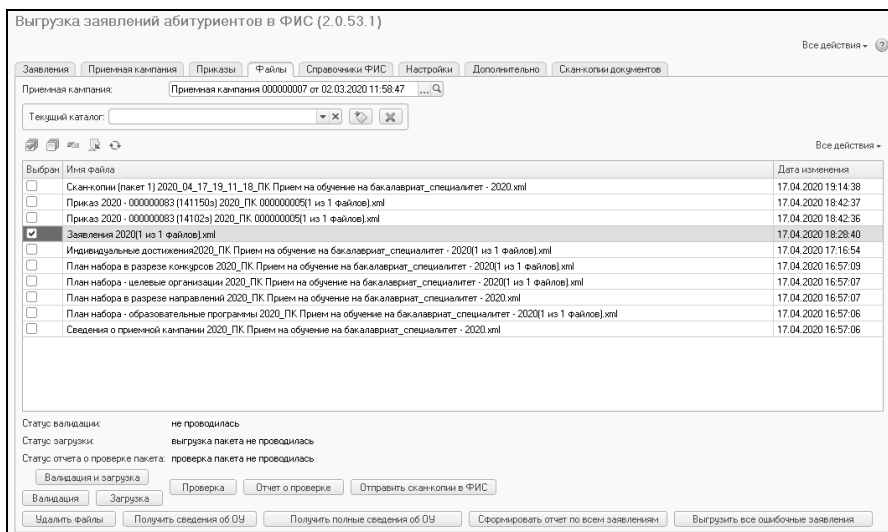 Выгрузка заявлений абитуриентов в ФИС (2.0.53.1)
Все действия
Заявления Приемная кампания Приказы Файлы Справочники ФИС Настройки Дополнительно Скан-копии документов
Приемная кампания: Приемная кампания 000000007 от 02.03.2020 11:58:47 ...
Текущий каталог:
Все действия
Выбран Имя файла Дата изменения
Скан-копии (пакет 1) 2020_04_17_19_11_18_ПК Прием на обучение на бакалавриат_специалитет - 2020.xml 17.04.2020 19:14:38
Приказ 2020 - 000000083 (141150з) 2020_ПК 000000005(1 из 1 файлов).xml 17.04.2020 18:42:37
Приказ 2020 - 000000083 (14102з) 2020_ПК 000000005(1 из 1 файлов).xml 17.04.2020 18:42:36
Заявления 2020(1 из 1 файлов).xml 17.04.2020 18:28:40
Индивидуальные достижения2020_ПК Прием на обучение на бакалавриат_специалитет - 2020(1 из 1 файлов).xml 17.04.2020 17:16:54
План набора в разрезе конкурсов 2020_ПК Прием на обучение на бакалавриат_специалитет - 2020(1 из 1 файлов).xml 17.04.2020 16:57:09
План набора - целевые организации 2020_ПК Прием на обучение на бакалавриат_специалитет - 2020(1 из 1 файлов).xml 17.04.2020 16:57:07
План набора в разрезе направлений 2020_ПК Прием на обучение на бакалавриат_специалитет - 2020.xml 17.04.2020 16:57:07
План набора - образовательные программы 2020_ПК Прием на обучение на бакалавриат_специалитет - 2020(1 из 1 файлов).xml 17.04.2020 16:57:06
Сведения о приемной кампании 2020_ПК Прием на обучение на бакалавриат_специалитет - 2020.xml 17.04.2020 16:57:06
Статус валидации: не проводилась
Статус загрузки: выгрузка пакета не проводилась
Статус отчета о проверке пакета: проверка пакета не проводилась
Валидация и загрузка
Проверка Отчет о проверке Отправить скан-копии в ФИС
Валидация Загрузка
Удалить файлы Получить сведения об ОУ Получить полные сведения об ОУ Сформировать отчет по всем заявлениям Выгрузить все ошибочные заявления